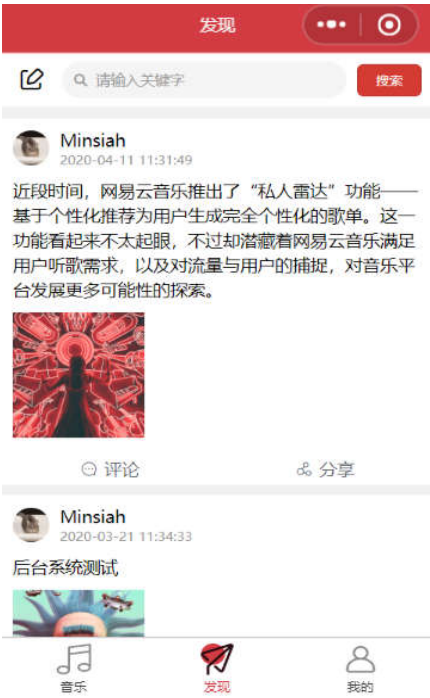 发现
请输入关键字
搜索
Minsiah
2020-04-11 11:31:49
近段时间，网易云音乐推出了“私人雷达”功能——
基于个性化推荐为用户生成完全个性化的歌单。这一
功能看起来不太起眼，不过却潜藏着网易云音乐满足
用户听歌需求，以及对流量与用户的捕捉，对音乐平
台发展更多可能性的探索。
评论
分享
Minsiah
2020-03-21 11:34:33
后台系统测试
音乐
发现
我的